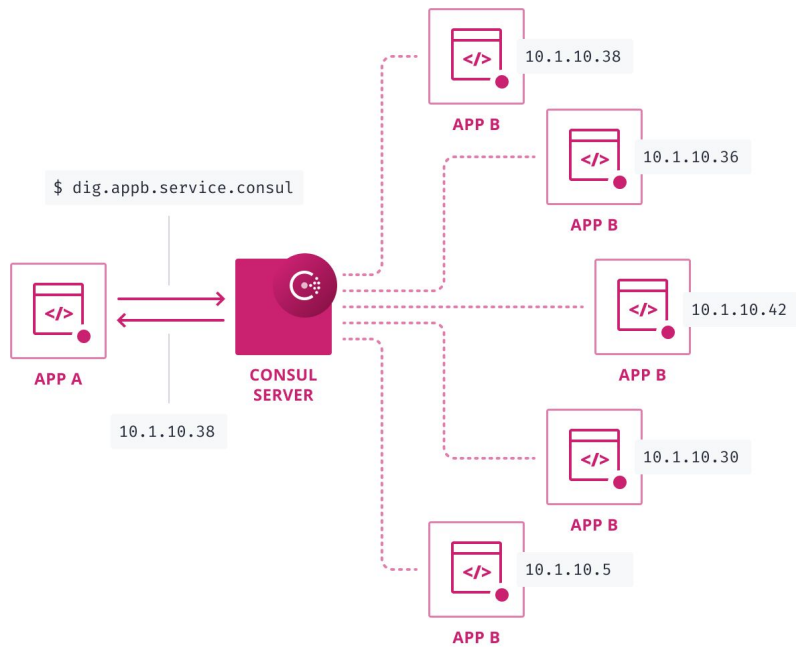 </>
10.1.10.38
APP B
</>
10.1.10.36
APP B
$ dig.appb.service.consul
</>
APP A
CONSUL
SERVER
</>
10.1.10.42
APP B
10.1.10.38
</>
10.1.10.30
APP B
</>
10.1.10.5
APP B